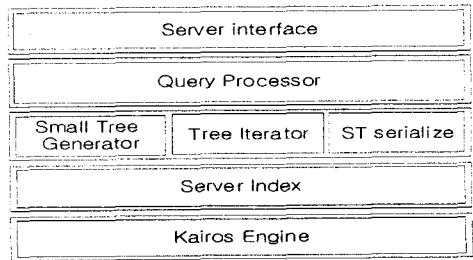 Server interface
Query Processor
Small Tree
Generator
Tree Iterator
ST serialize
Server Index
Kairos Engine